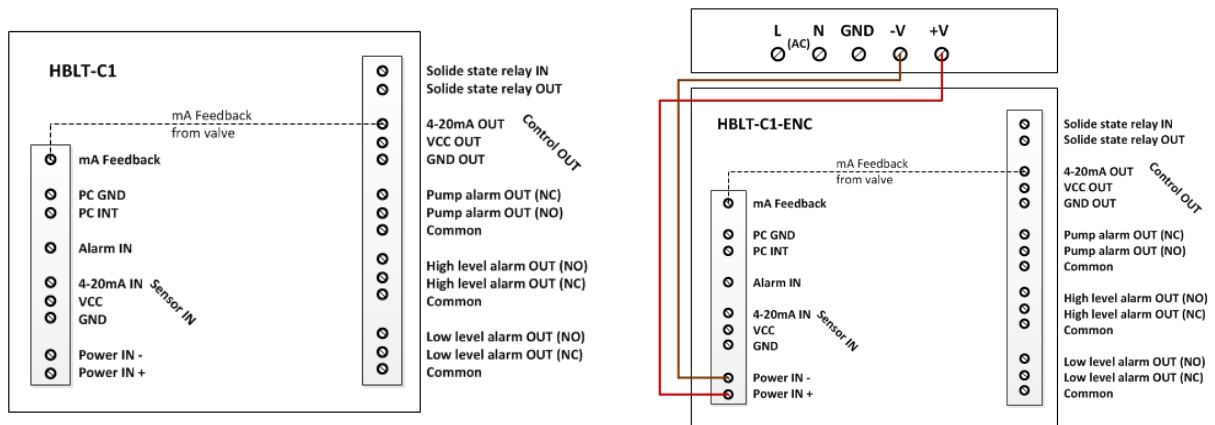 HBLT-C1
mA Feedback
from valve
mA Feedback
PC GND
PC INT
Alarm IN
4-20mA IN
VCC
GND
Sensor IN
Power IN -
Power IN +
Solide state relay IN
Solide state relay OUT
4-20mA OUT
VCC OUT
GND OUT
Control OUT
Pump alarm OUT (NC)
Pump alarm OUT (NO)
Common
High level alarm OUT (NO)
High level alarm OUT (NC)
Common
Low level alarm OUT (NO)
Low level alarm OUT (NC)
Common
L (AC) N GND -V +V
HBLT-C1-ENC
mA Feedback
from valve
mA Feedback
PC GND
PC INT
Alarm IN
4-20mA IN
VCC
GND
Sensor IN
Power IN -
Power IN +
Solide state relay IN
Solide state relay OUT
4-20mA OUT
VCC OUT
GND OUT
Control OUT
Pump alarm OUT (NC)
Pump alarm OUT (NO)
Common
High level alarm OUT (NO)
High level alarm OUT (NC)
Common
Low level alarm OUT (NO)
Low level alarm OUT (NC)
Common